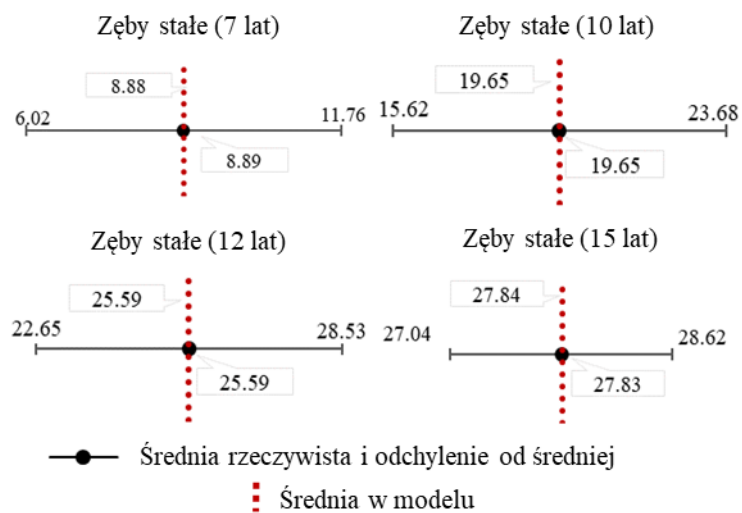 Zęby stałe (7 lat)
8.88
6.02
11.76
8.89
Zęby stałe (10 lat)
19.65
15.62
23.68
19.65
Zęby stałe (12 lat)
25.59
22.65
28.53
25.59
Zęby stałe (15 lat)
27.84
27.04
28.62
27.83
Średnia rzeczywista i odchylenie od średniej
Średnia w modelu